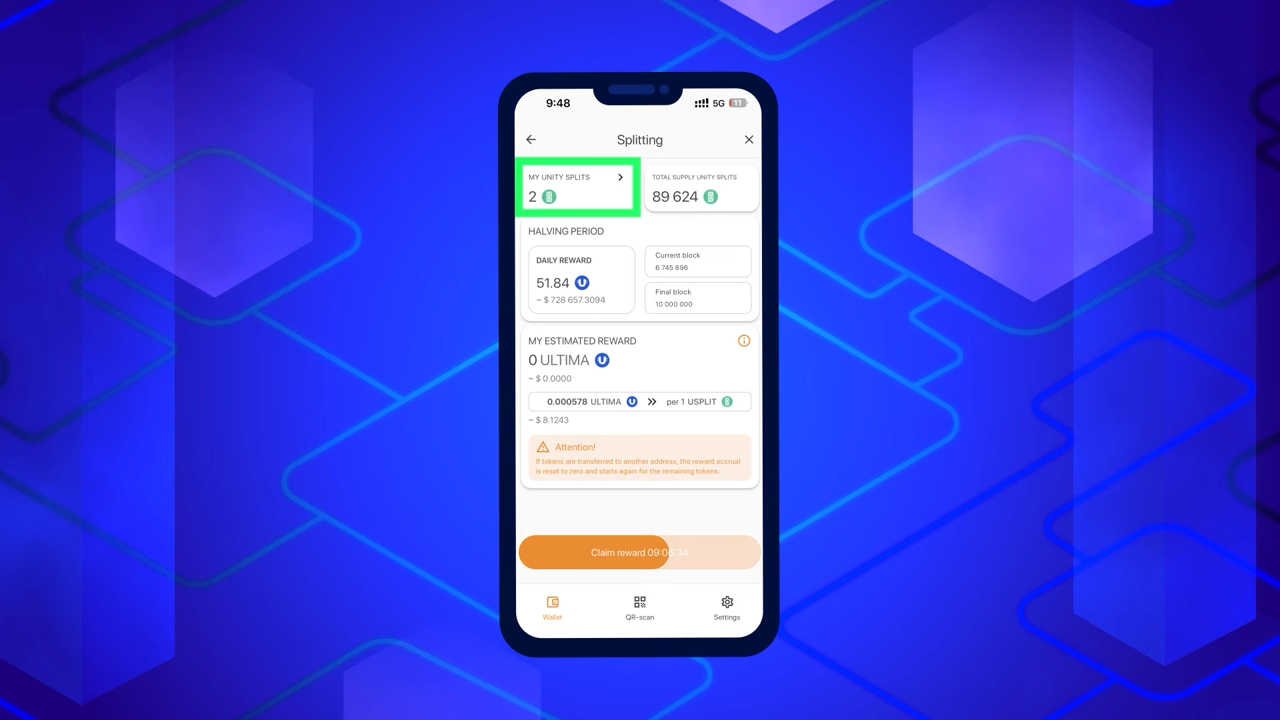 9:48
5G 11
Splitting
MY UNITY SPLITS
2
TOTAL SUPPLY UNITY SPLITS
89 624
HALVING PERIOD
DAILY REWARD
51.84
~ $ 728 657.3094
Current block
6 745 896
Final block
10 000 000
MY ESTIMATED REWARD
0 ULTIMA
~ $ 0.0000
0.000578 ULTIMA per 1 USPLIT
~ $ 8.1243
Attention!
If tokens are transferred to another address, the reward accrual
is reset to zero and starts again for the remaining tokens.
Claim reward 09:06:34
Wallet
QR-scan
Settings